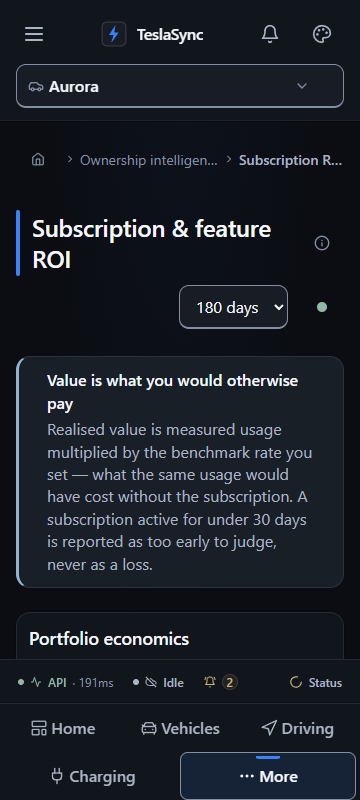 TeslaSync
Aurora
Ownership intelligen... Subscription R...
Subscription & feature
ROI
180 days
Value is what you would otherwise
pay
Realised value is measured usage
multiplied by the benchmark rate you
set — what the same usage would
have cost without the subscription. A
subscription active for under 30 days
is reported as too early to judge,
never as a loss.
Portfolio economics
API · 191ms Idle 2 Status
Home Vehicles Driving
Charging More